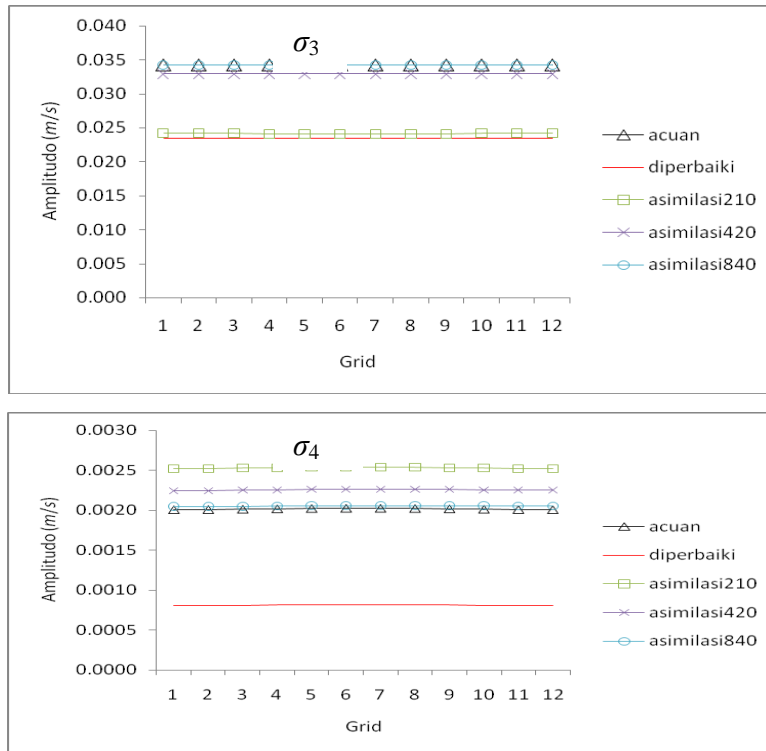 σ3
Amplitudo (m/s)
0.040
0.035
0.030
0.025
0.020
0.015
0.010
0.005
0.000
1 2 3 4 5 6 7 8 9 10 11 12
Grid
acuan
diperbaiki
asimilasi210
asimilasi420
asimilasi840
σ4
Amplitudo (m/s)
0.0030
0.0025
0.0020
0.0015
0.0010
0.0005
0.0000
1 2 3 4 5 6 7 8 9 10 11 12
Grid
acuan
diperbaiki
asimilasi210
asimilasi420
asimilasi840